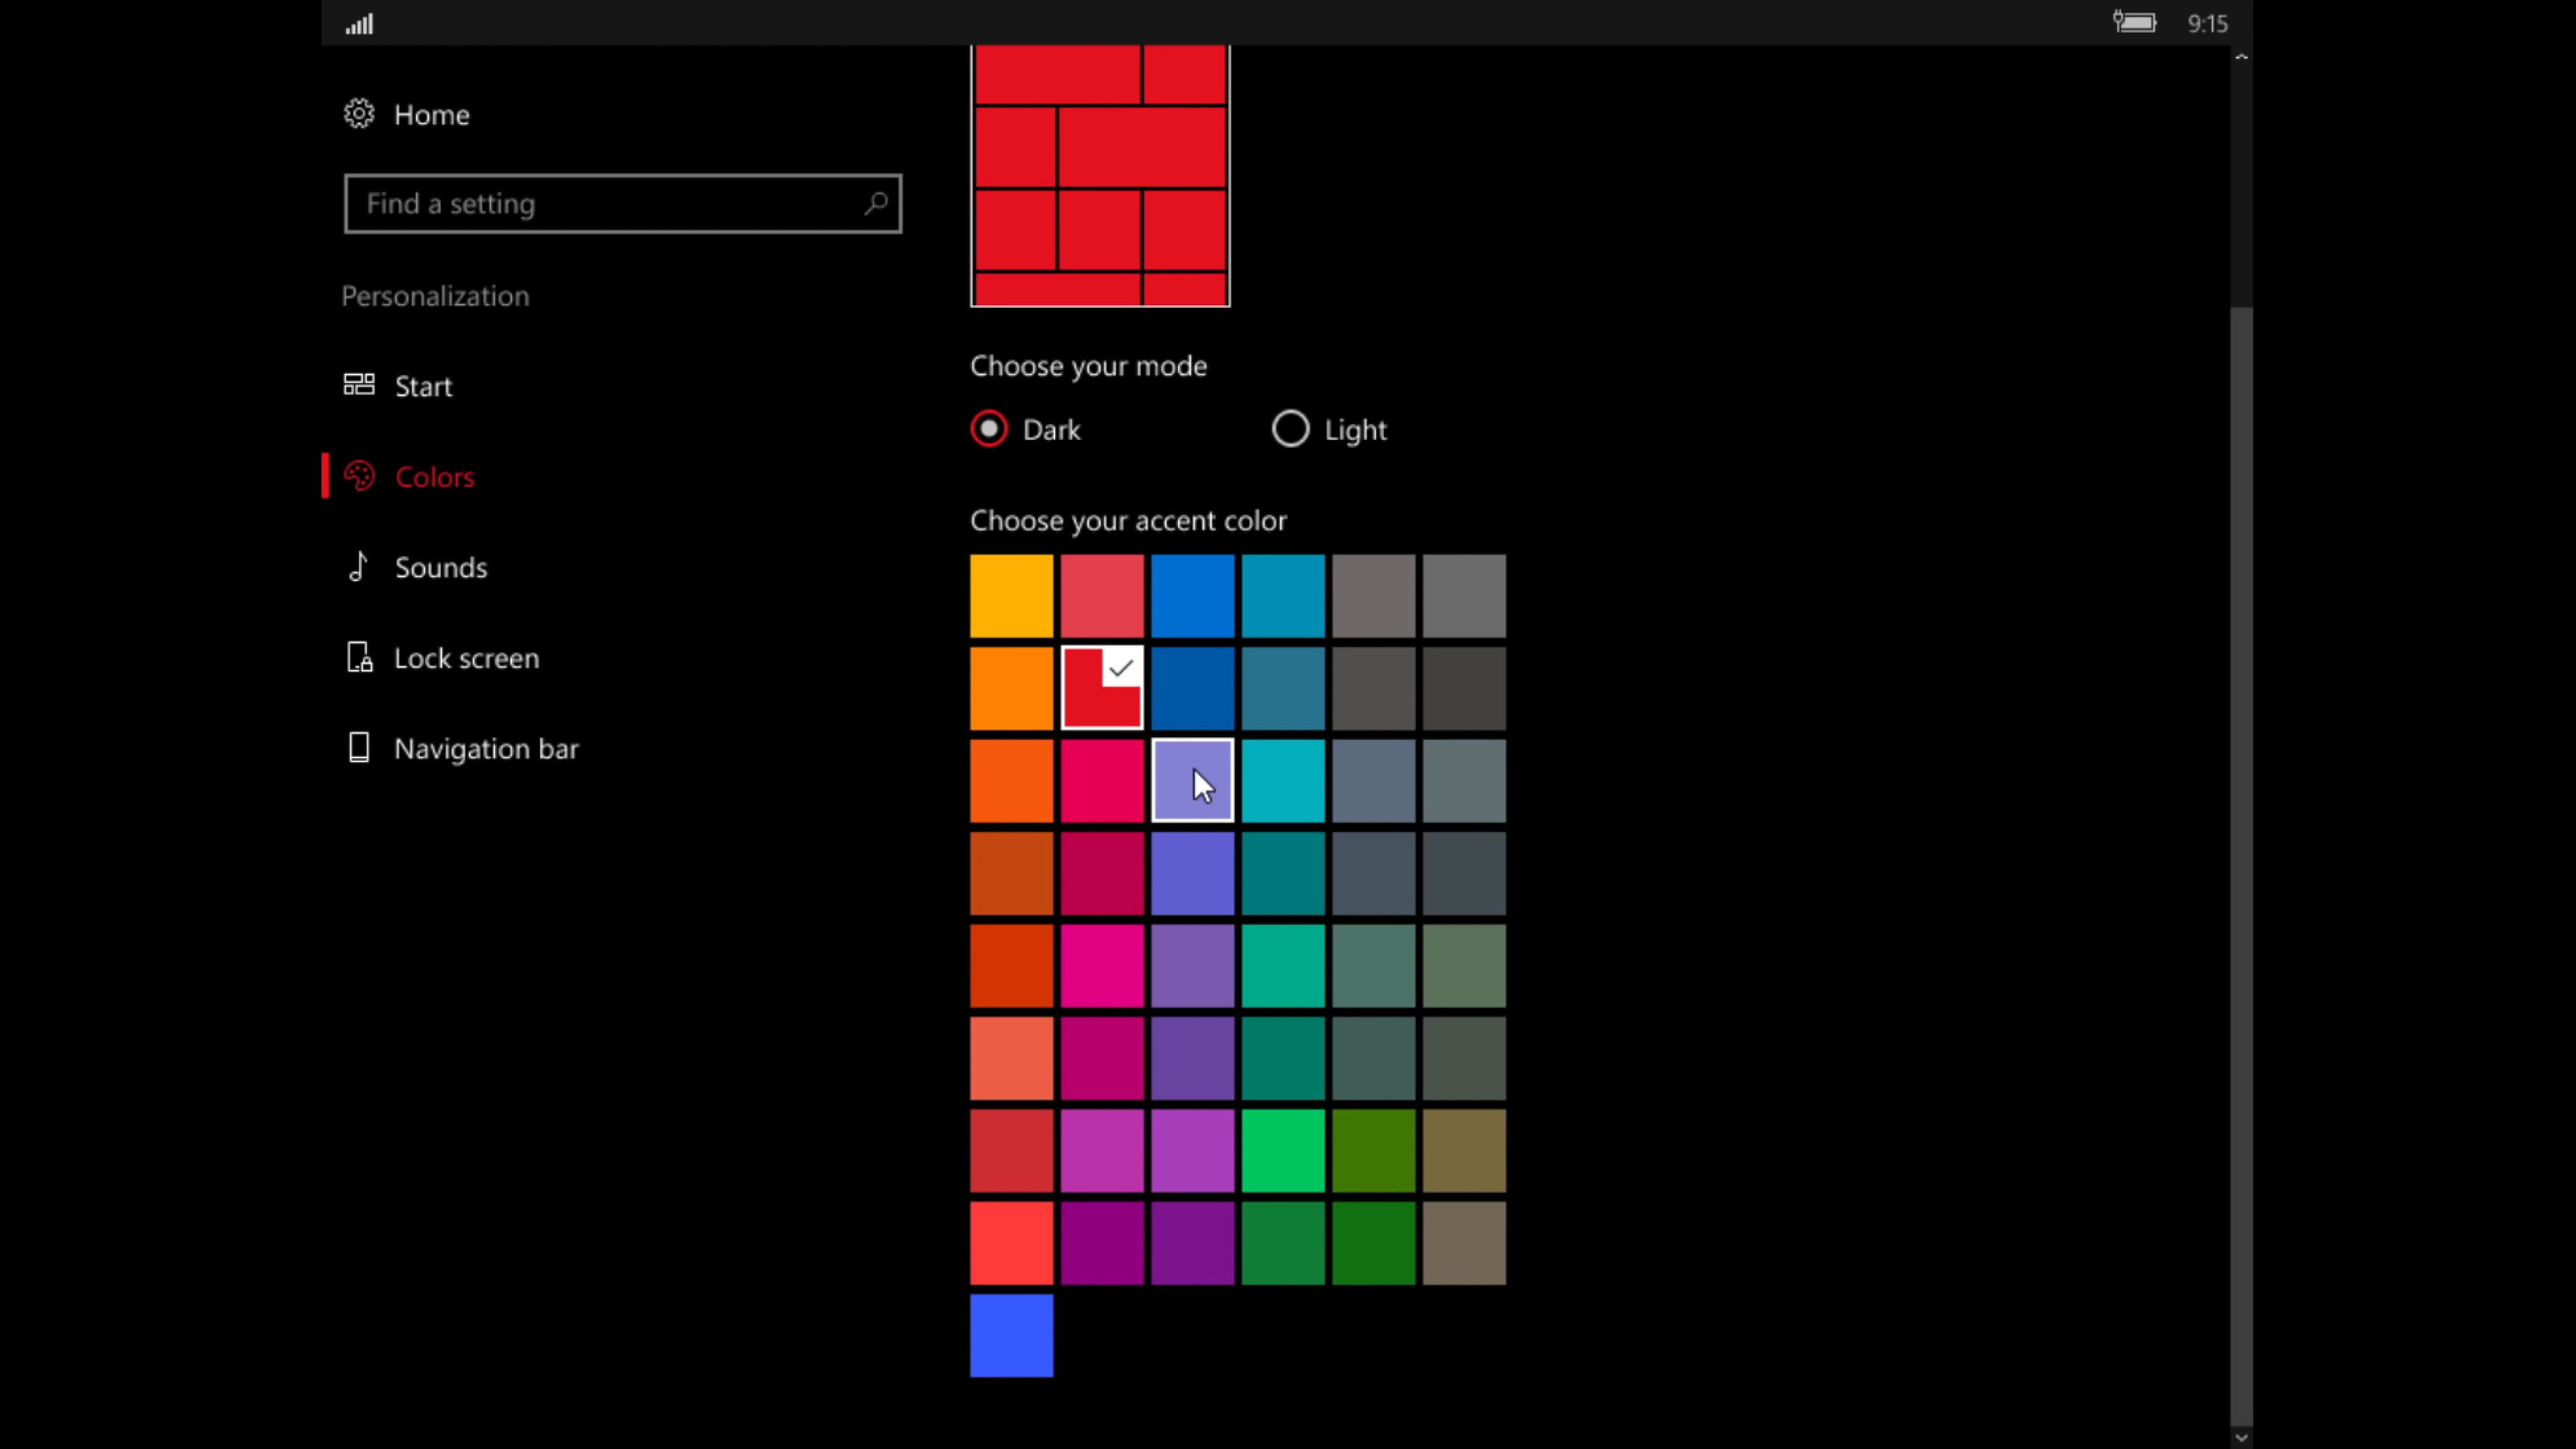 9:15
Home
Find a setting
Personalization
Start
Colors
Sounds
Lock screen
Navigation bar
Choose your mode
Dark
Light
Choose your accent color